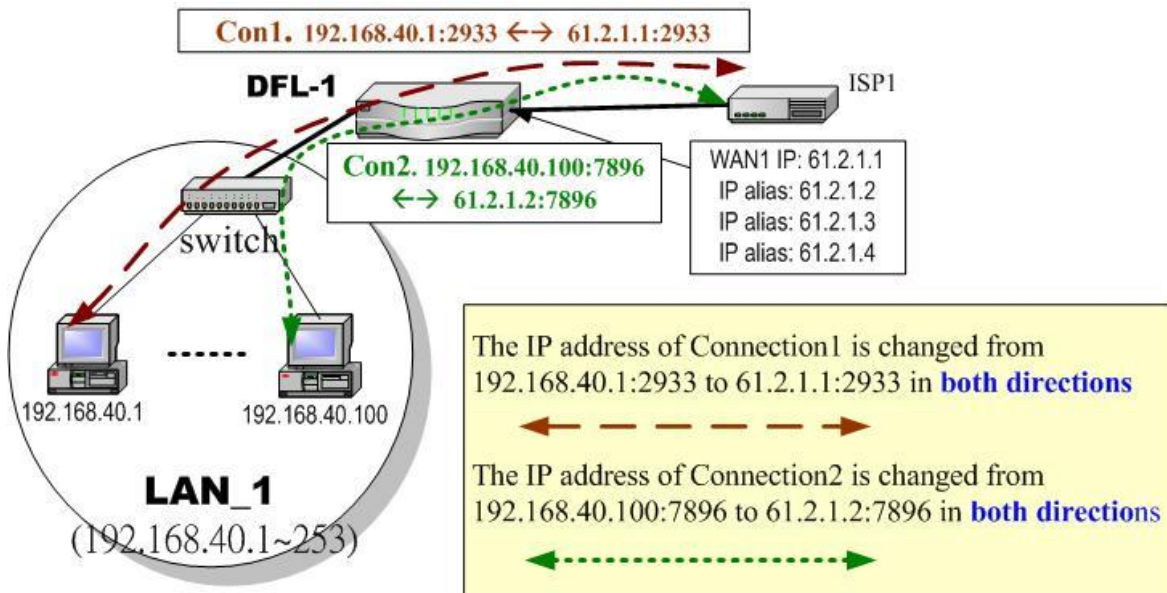 Con1. 192.168.40.1:2933 ←→ 61.2.1.1:2933
DFL-1
ISP1
Con2. 192.168.40.100:7896
←→ 61.2.1.2:7896
WAN1 IP: 61.2.1.1
IP alias: 61.2.1.2
IP alias: 61.2.1.3
IP alias: 61.2.1.4
switch
192.168.40.1
192.168.40.100
LAN_1
(192.168.40.1~253)
The IP address of Connection1 is changed from
192.168.40.1:2933 to 61.2.1.1:2933 in both directions
The IP address of Connection2 is changed from
192.168.40.100:7896 to 61.2.1.2:7896 in both directions